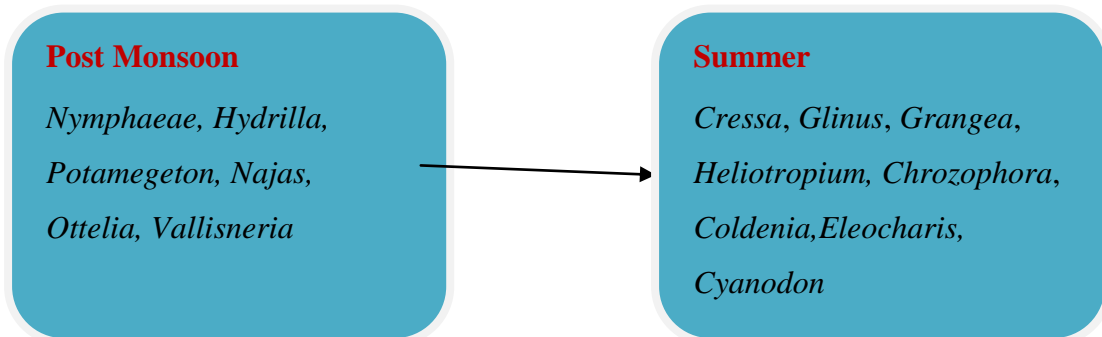 Post Monsoon
Nymphaeae, Hydrilla,
Potamegeton, Najas,
Ottelia, Vallisneria
Summer
Cressa, Glinus, Grangea,
Heliotropium, Chrozophora,
Coldenia,Eleocharis,
Cyanodon